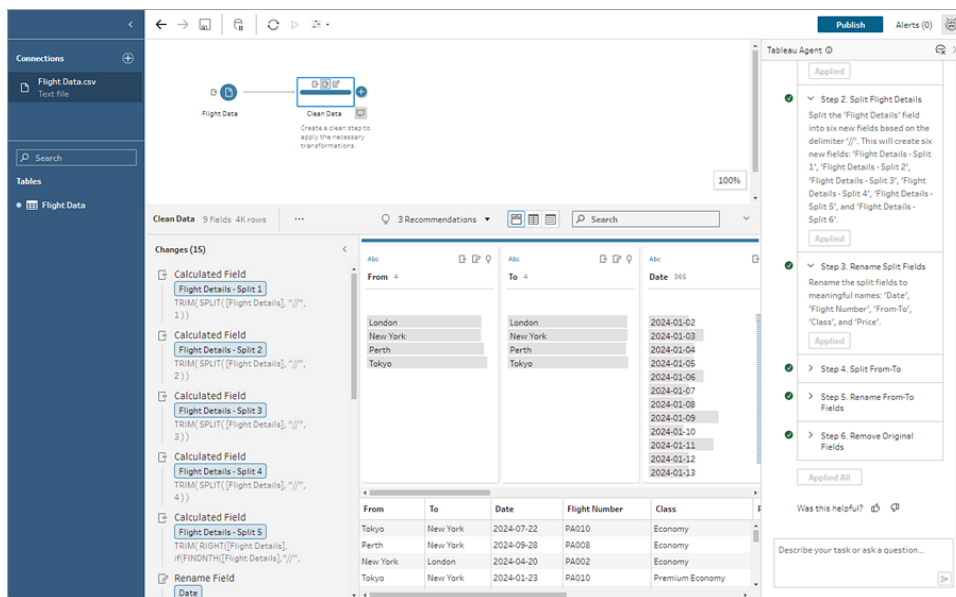 Publish
Alerts (0)
Connections
Flight Data.csv
Text file
Search
Tables
Flight Data
Flight Data
Clean Data
Create a clean step to
apply the necessary
transformations.
100%
Clean Data 9 fields 4K rows
3 Recommendations
Search
Changes (15)
Calculated Field
Flight Details - Split 1
TRIM( SPLIT( [Flight Details], "//",
1 ) )
Calculated Field
Flight Details - Split 2
TRIM( SPLIT( [Flight Details], "//",
2 ) )
Calculated Field
Flight Details - Split 3
TRIM( SPLIT( [Flight Details], "//",
3 ) )
Calculated Field
Flight Details - Split 4
TRIM( SPLIT( [Flight Details], "//",
4 ) )
Calculated Field
Flight Details - Split 5
TRIM( RIGHT([Flight Details],
if(FINDNTH([Flight Details],"//",
Rename Field
Date
Abc
From 4
London
New York
Perth
Tokyo
Abc
To 4
London
New York
Perth
Tokyo
Abc
Date 365
2024-01-02
2024-01-03
2024-01-04
2024-01-05
2024-01-06
2024-01-07
2024-01-08
2024-01-09
2024-01-10
2024-01-11
2024-01-12
2024-01-13
From To Date Flight Number Class
Tokyo New York 2024-07-22 PA010 Economy
Perth New York 2024-09-28 PA008 Economy
New York London 2024-04-20 PA002 Economy
Tokyo New York 2024-01-23 PA010 Premium Economy
Tableau Agent
Applied
Step 2. Split Flight Details
Split the 'Flight Details' field
into six new fields based on the
delimiter '//'. This will create six
new fields: 'Flight Details - Split
1', 'Flight Details - Split 2',
'Flight Details - Split 3', 'Flight
Details - Split 4', 'Flight Details -
Split 5', and 'Flight Details -
Split 6'.
Applied
Step 3. Rename Split Fields
Rename the split fields to
meaningful names: 'Date',
'Flight Number', 'From-To',
'Class', and 'Price'.
Applied
Step 4. Split From-To
Step 5. Rename From-To
Fields
Step 6. Remove Original
Fields
Applied All
Was this helpful?
Describe your task or ask a question...